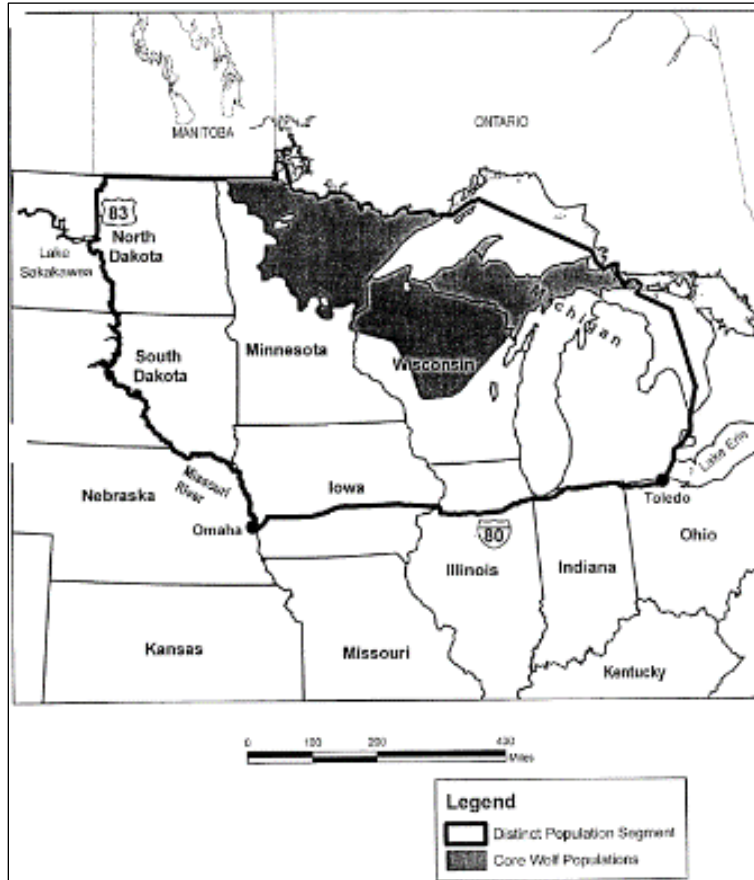 MANITOBA
ONTARIO
83
North
Dakota
Lake
Sakakawea
South
Dakota
Minnesota
Wisconsin
Michigan
Missouri
River
Nebraska
Iowa
Omaha
80
Lake Erie
Toledo
Ohio
Illinois
Indiana
Kansas
Missouri
Kentucky
0 100 200 400
Miles
Legend
Distinct Population Segment
Core Wolf Populations